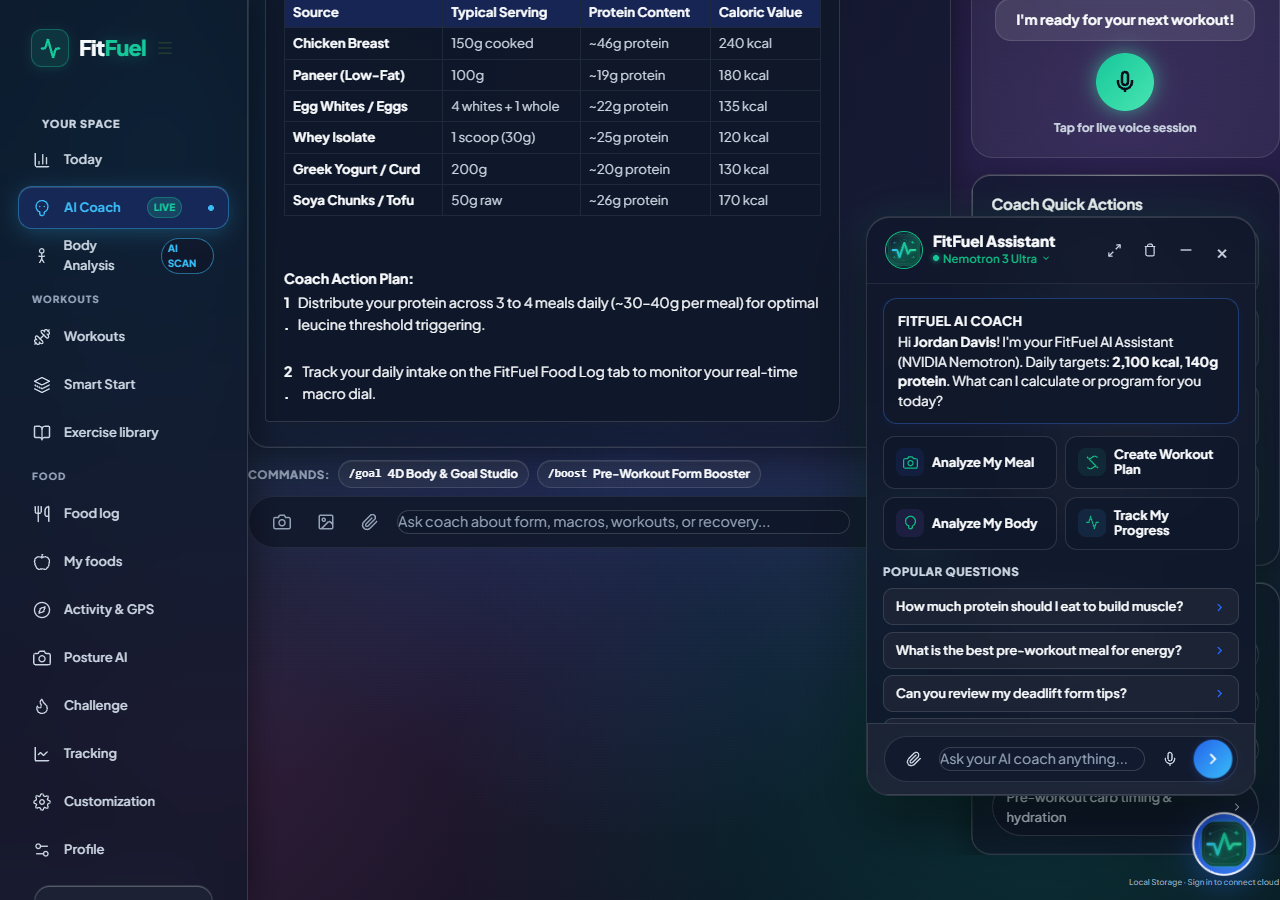 FitFuel
YOUR SPACE
Today
AI Coach LIVE
Body
Analysis
AI
SCAN
WORKOUTS
Workouts
Smart Start
Exercise library
FOOD
Food log
My foods
Activity & GPS
Posture AI
Challenge
Tracking
Customization
Profile
Source Typical Serving Protein Content Caloric Value
Chicken Breast 150g cooked ~46g protein 240 kcal
Paneer (Low-Fat) 100g ~19g protein 180 kcal
Egg Whites / Eggs 4 whites + 1 whole ~22g protein 135 kcal
Whey Isolate 1 scoop (30g) ~25g protein 120 kcal
Greek Yogurt / Curd 200g ~20g protein 130 kcal
Soya Chunks / Tofu 50g raw ~26g protein 170 kcal
Coach Action Plan:
1. Distribute your protein across 3 to 4 meals daily (~30–40g per meal) for optimal
leucine threshold triggering.
2. Track your daily intake on the FitFuel Food Log tab to monitor your real-time
macro dial.
COMMANDS: /goal 4D Body & Goal Studio /boost Pre-Workout Form Booster
Ask coach about form, macros, workouts, or recovery...
I'm ready for your next workout!
Tap for live voice session
Coach Quick Actions
FitFuel Assistant
Nemotron 3 Ultra
FITFUEL AI COACH
Hi Jordan Davis! I'm your FitFuel AI Assistant
(NVIDIA Nemotron). Daily targets: 2,100 kcal, 140g
protein. What can I calculate or program for you
today?
Analyze My Meal
Create Workout
Plan
Analyze My Body
Track My
Progress
POPULAR QUESTIONS
How much protein should I eat to build muscle?
What is the best pre-workout meal for energy?
Can you review my deadlift form tips?
Ask your AI coach anything...
Pre-workout carb timing &
hydration
Local Storage · Sign in to connect cloud